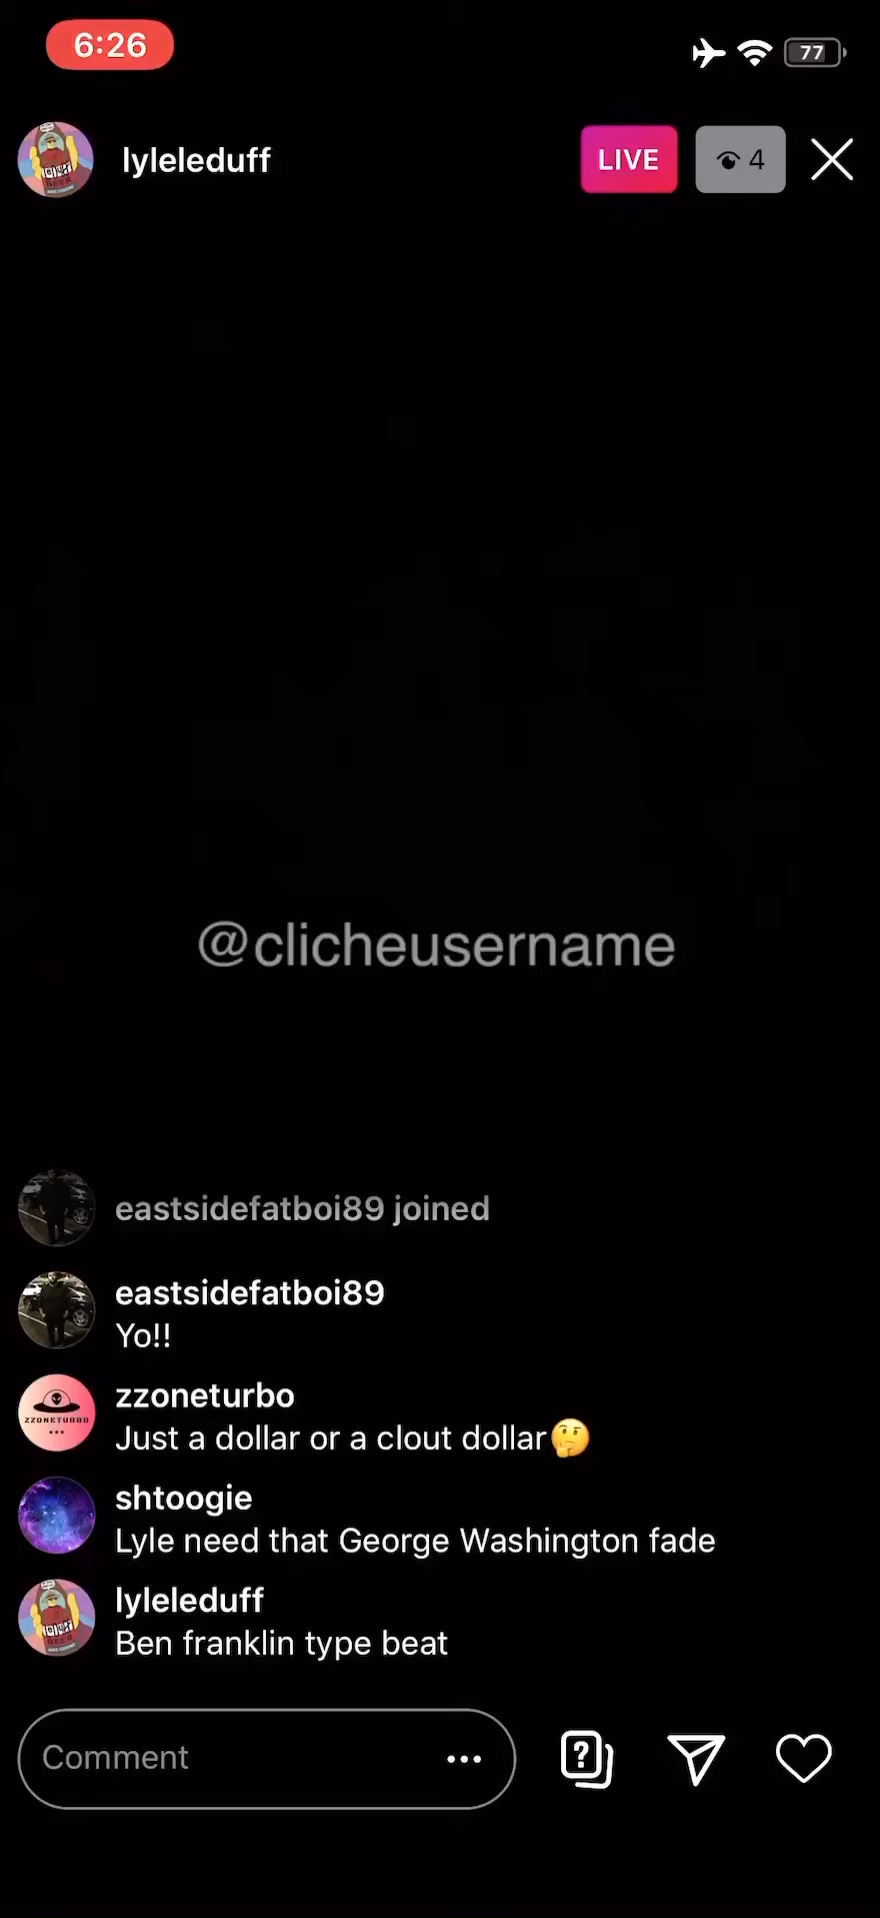 6:26
77
lyleleduff
LIVE
4
@clicheusername
eastsidefatboi89 joined
eastsidefatboi89
Yo!!
zzoneturbo
ZZONETURBO
Just a dollar or a clout dollar🤔
shtoogie
Lyle need that George Washington fade
lyleleduff
Ben franklin type beat
Comment
?